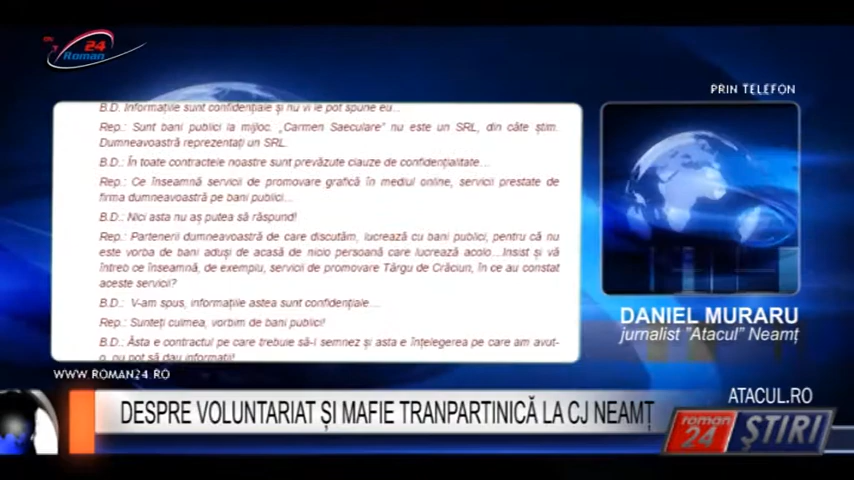 24
Roman
PRIN TELEFON
B.D. Informațiile sunt confidențiale și nu vi le pot spune eu...
Rep.: Sunt bani publici la mijloc. „Carmen Saeculare” nu este un SRL, din câte știm.
Dumneavoastră reprezentați un SRL.
B.D.: În toate contractele noastre sunt prevăzute clauze de confidențialitate…
Rep.: Ce înseamnă servicii de promovare grafică în mediul online, servicii prestate de
firma dumneavoastră pe bani publici…
B.D.: Nici asta nu aș putea să răspund!
Rep.: Partenerii dumneavoastră de care discutăm, lucrează cu bani publici, pentru că nu
este vorba de bani aduși de acasă de nicio persoană care lucrează acolo…Insist și vă
întreb ce înseamnă, de exemplu, servicii de promovare Târgu de Crăciun, în ce au constat
aceste servicii?
B.D.: V-am spus, informațiile astea sunt confidențiale…
Rep.: Sunteți culmea, vorbim de bani publici!
B.D.: Ăsta e contractul pe care trebuie să-l semnez și asta e înțelegerea pe care am avut-
o, nu pot să dau informații!
DANIEL MURARU
jurnalist "Atacul" Neamț
WWW.ROMAN24.RO
ATACUL.RO
DESPRE VOLUNTARIAT ȘI MAFIE TRANPARTINICĂ LA CJ NEAMȚ
roman
24
ȘTIRI